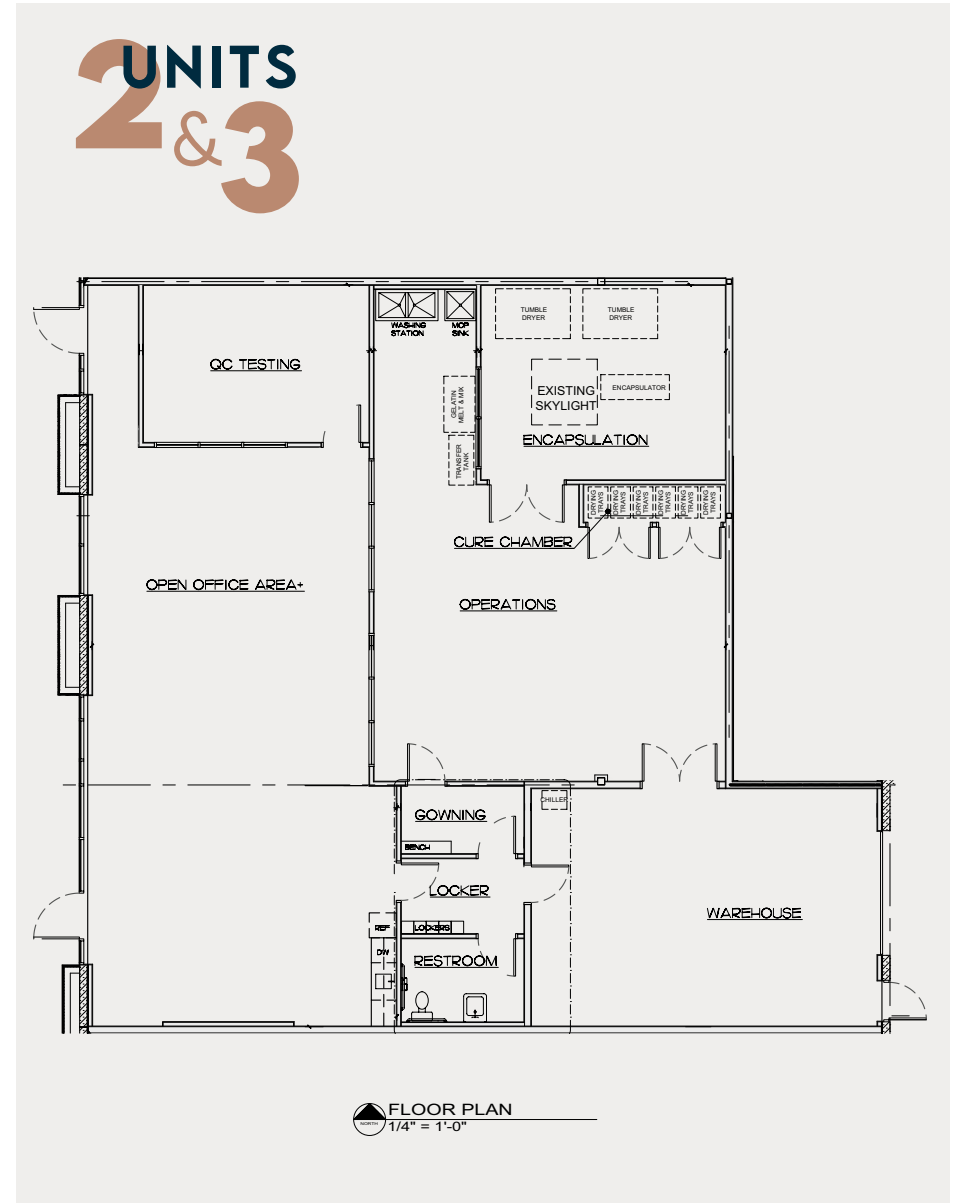 UNITS
2
&
3
WASHING
STATION
MOP
SINK
TUMBLE
DRYER
TUMBLE
DRYER
QC TESTING
GELATIN
MELT & MIX
EXISTING
SKYLIGHT
ENCAPSULATOR
ENCAPSULATION
TRANSFER
TANK
DRYING
TRAYS
DRYING
TRAYS
DRYING
TRAYS
DRYING
TRAYS
DRYING
TRAYS
DRYING
TRAYS
CURE CHAMBER
OPEN OFFICE AREA+
OPERATIONS
CHILLER
GOWNING
BENCH
LOCKER
WAREHOUSE
REF
LOCKERS
DW
RESTROOM
NORTH
FLOOR PLAN
1/4" = 1'-0"